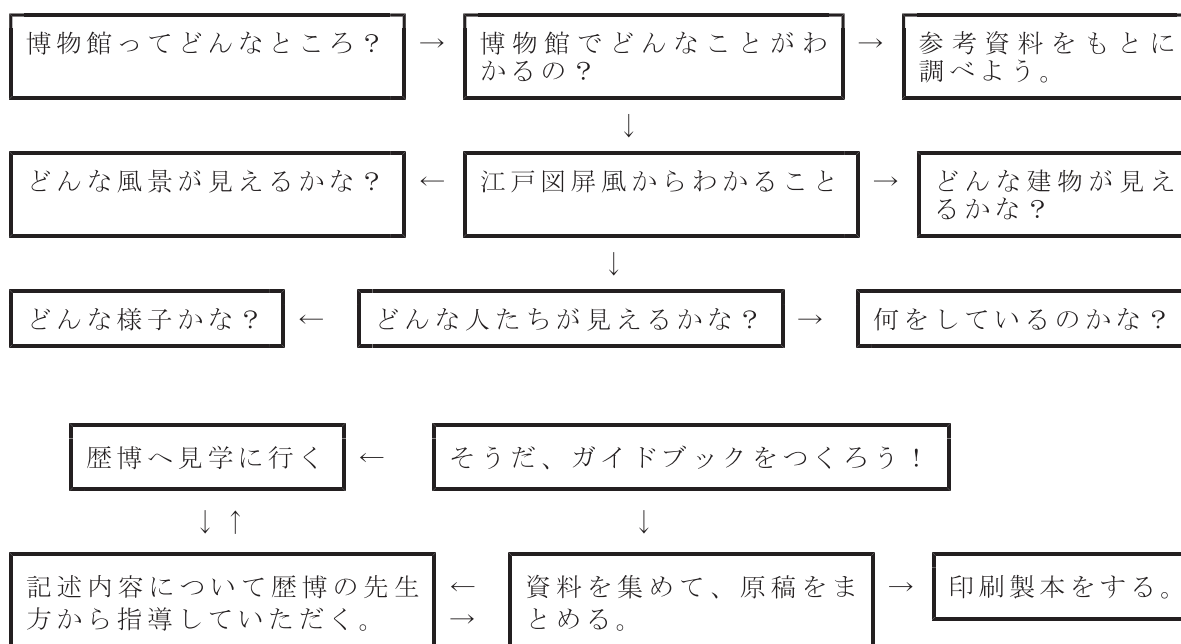 博物館ってどんなところ？ → 博物館でどんなことがわ → 参考資料をもとに
かるの？ 調べよう。
↓
どんな風景が見えるかな？ ← 江戸図屏風からわかること → どんな建物が見え
るかな？
↓
どんな様子かな？ ← どんな人たちが見えるかな？ → 何をしているのかな？
歴博へ見学に行く ← そうだ、ガイドブックをつくろう！
↓ ↑ ↓
記述内容について歴博の先生 ← 資料を集めて、原稿をま → 印刷製本をする。
方から指導していただく。 → とめる。